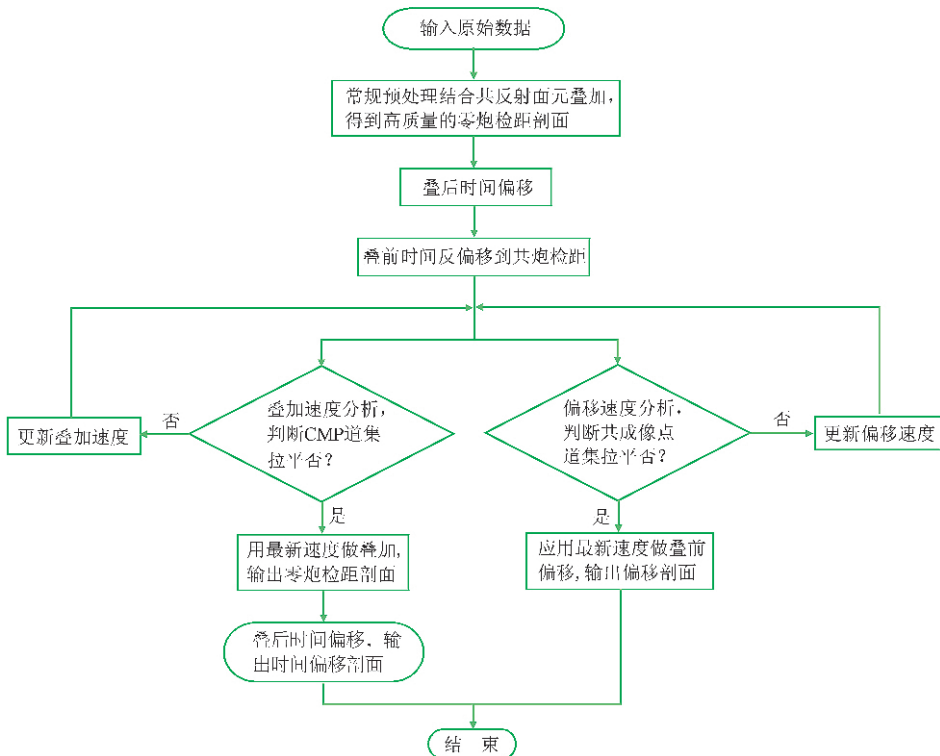 输入原始数据
常规预处理结合共反射面元叠加,
得到高质量的零炮检距剖面
叠后时间偏移
叠前时间反偏移到共炮检距
叠加速度分析,
判断CMP道集
拉平否?
偏移速度分析,
判断共成像点
道集拉平否?
否
更新叠加速度
否
更新偏移速度
是
是
用最新速度做叠加,
输出零炮检距剖面
应用最新速度做叠前
偏移,输出偏移剖面
叠后时间偏移、输
出时间偏移剖面
结 束